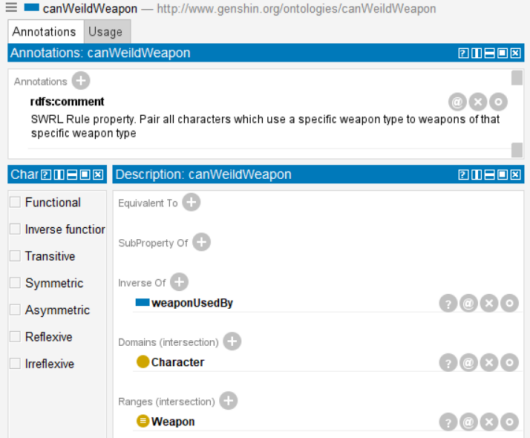 canWeildWeapon — http://www.genshin.org/ontologies/canWeildWeapon
Annotations Usage
Annotations: canWeildWeapon
Annotations
rdfs:comment
SWRL Rule property. Pair all characters which use a specific weapon type to weapons of that
specific weapon type
Char
Description: canWeildWeapon
Functional
Inverse functior
Transitive
Symmetric
Asymmetric
Reflexive
Irreflexive
Equivalent To
SubProperty Of
Inverse Of
weaponUsedBy
Domains (intersection)
Character
Ranges (intersection)
Weapon